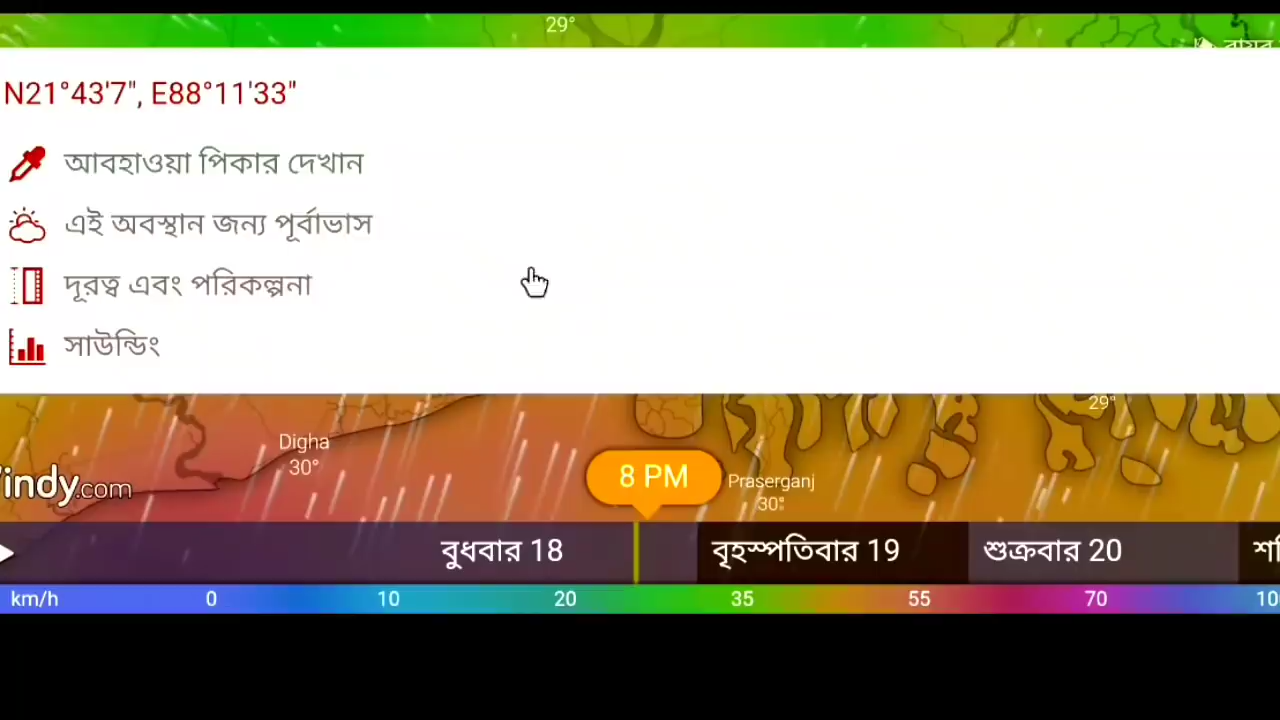 29°
N21°43'7", E88°11'33"
আবহাওয়া পিকার দেখান
এই অবস্থান জন্য পূর্বাভাস
দূরত্ব এবং পরিকল্পনা
সাউন্ডিং
29°
Digha
30°
indy.com
8 PM
Praserganj
30°
বুধবার 18 বৃহস্পতিবার 19 শুক্রবার 20
km/h 0 10 20 35 55 70 10